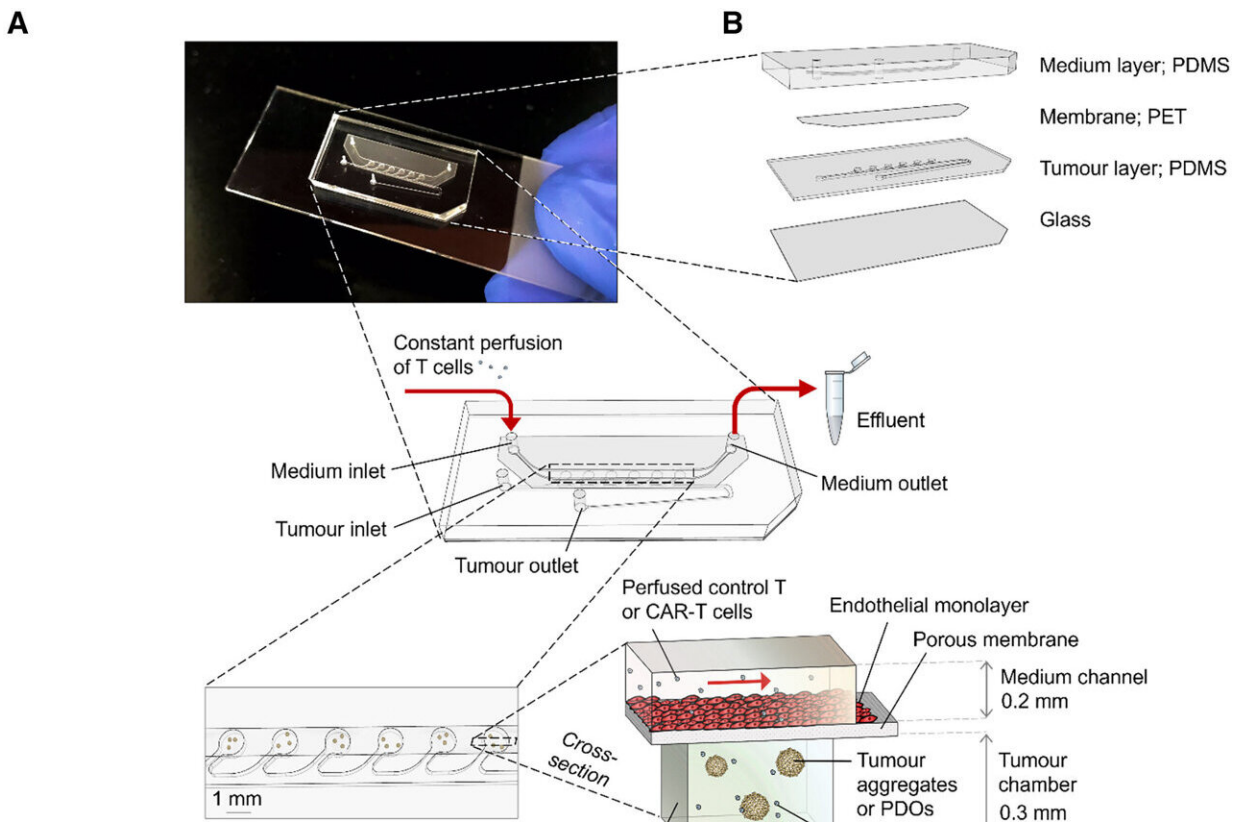 A
B
Medium layer; PDMS
Membrane; PET
Tumour layer; PDMS
Glass
Constant perfusion
of T cells
Effluent
Medium inlet
Medium outlet
Tumour inlet
Tumour outlet
Perfused control T
or CAR-T cells
Endothelial monolayer
Porous membrane
Medium channel
0.2 mm
Cross-
section
Tumour
aggregates
or PDOs
Tumour
chamber
0.3 mm
1 mm